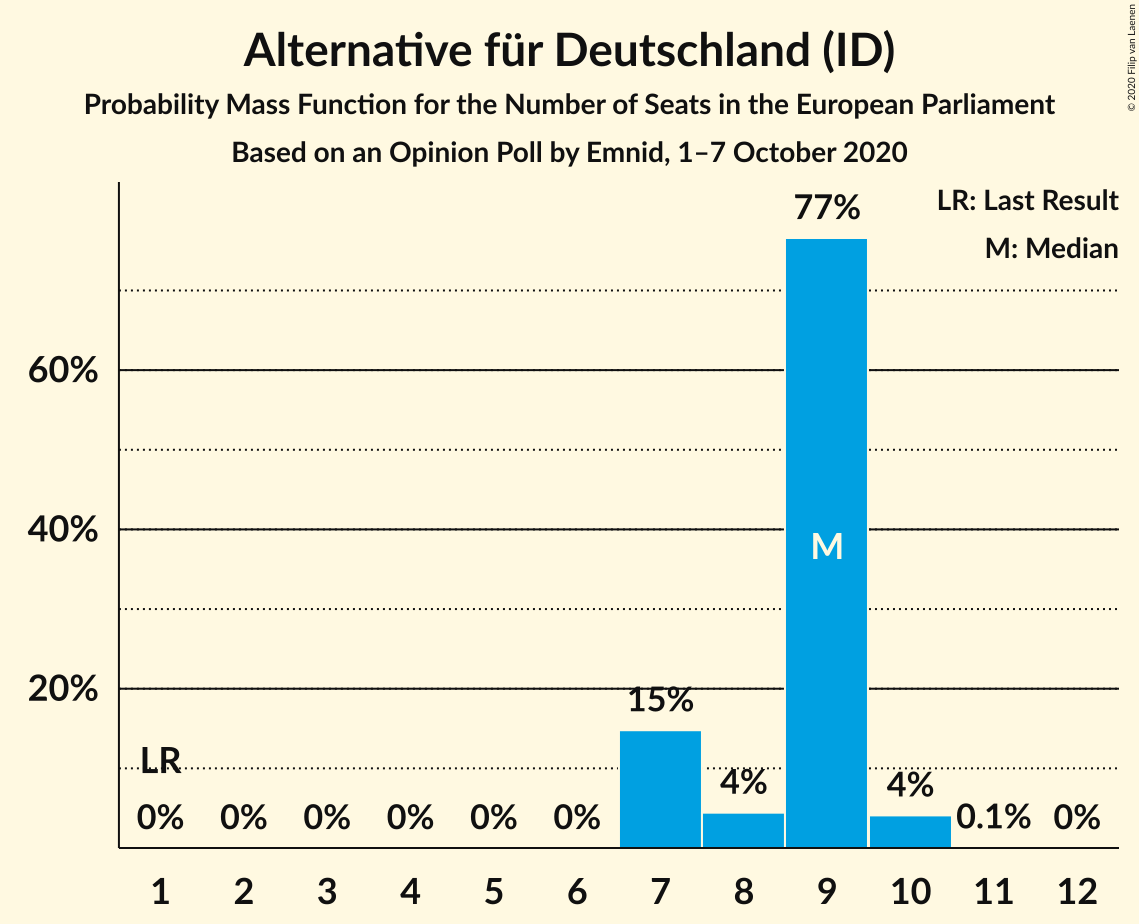 Alternative für Deutschland (ID)
Probability Mass Function for the Number of Seats in the European Parliament
Based on an Opinion Poll by Emnid, 1–7 October 2020
© 2020 Filip van Laenen
LR: Last Result
M: Median
77%
60%
40%
M
20%
15%
LR
4%
4%
0% 0% 0% 0% 0% 0% 0.1% 0%
1 2 3 4 5 6 7 8 9 10 11 12